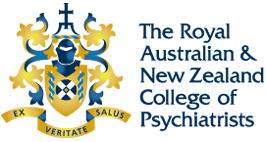 The Royal
Australian &
New Zealand
College of
Psychiatrists
EX VERITATE SALUS